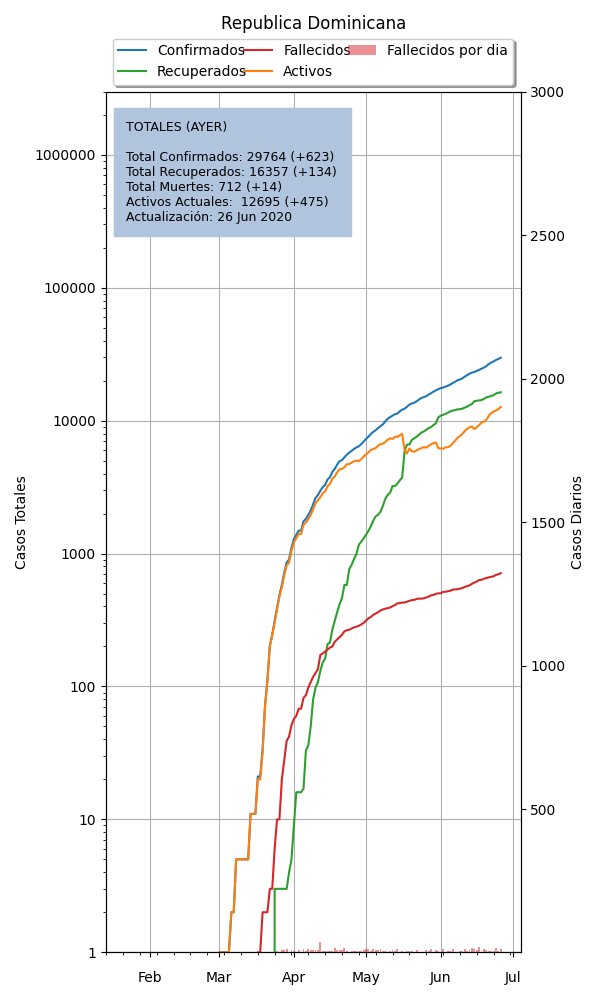 Republica Dominicana
Confirmados Fallecidos Fallecidos por dia
Recuperados Activos
TOTALES (AYER)
Total Confirmados: 29764 (+623)
Total Recuperados: 16357 (+134)
Total Muertes: 712 (+14)
Activos Actuales:  12695 (+475)
Actualización: 26 Jun 2020
1000000
100000
10000
1000
100
10
1
Casos Totales
3000
2500
2000
1500
1000
500
Casos Diarios
Feb Mar Apr May Jun Jul